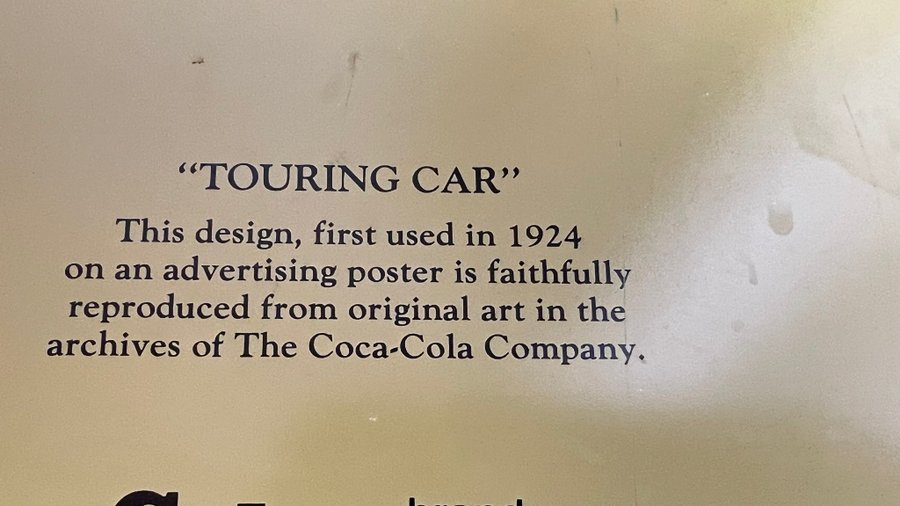 “TOURING CAR”
This design, first used in 1924
on an advertising poster is faithfully
reproduced from original art in the
archives of The Coca-Cola Company.